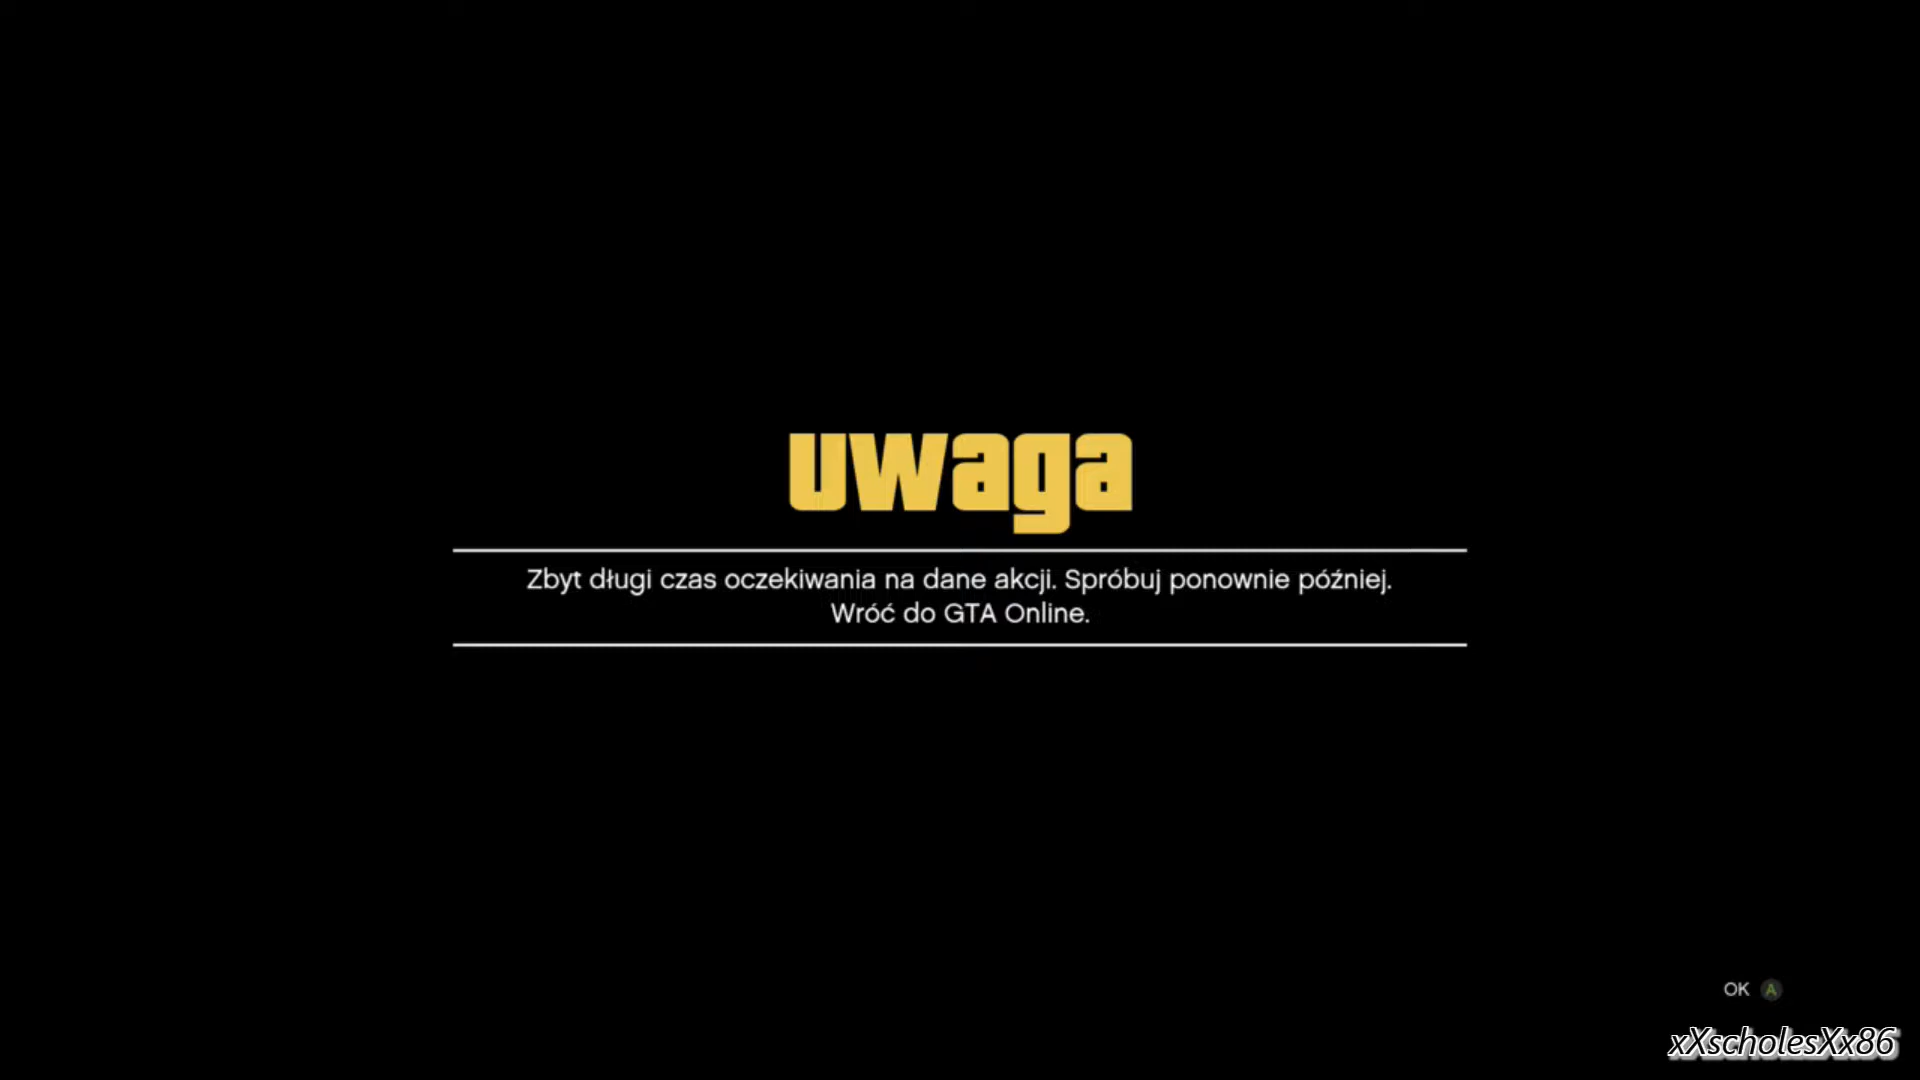 uwaga
Zbyt długi czas oczekiwania na dane akcji. Spróbuj ponownie później.
Wróć do GTA Online.
OK A
xXscholesXx86